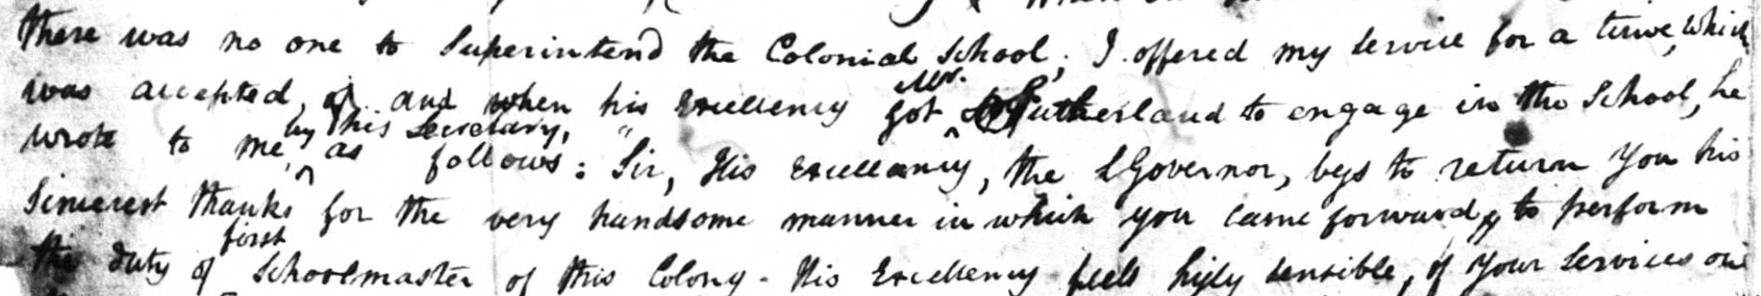 there was no one to Superintend the Colonial School; I offered my Service for a time, which
was accepted, and when his Excellency got Mr. Sutherland to engage in the School, he
wrote to me, by his Secretary, as follows: "Sir, His Excellency, the LGovernor, begs to return You his
Sincerest thanks for the very handsome manner in which you came forward, to perform
the duty of first Schoolmaster of this Colony - His Excellency feels highly sensible, of Your Services on